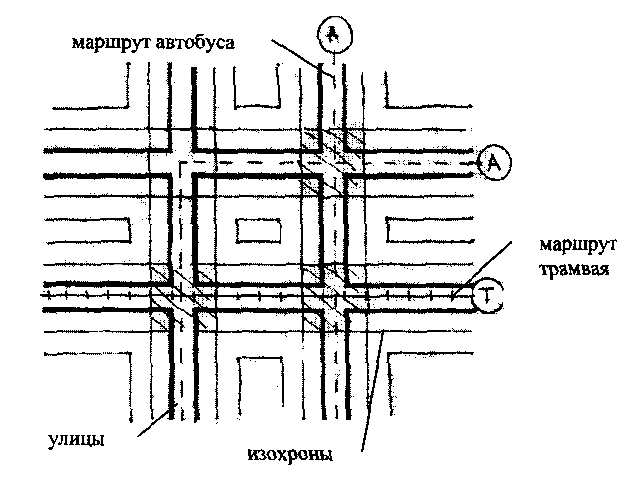 маршрут автобуса
А
А
маршрут
трамвая
Т
улицы
изохроны